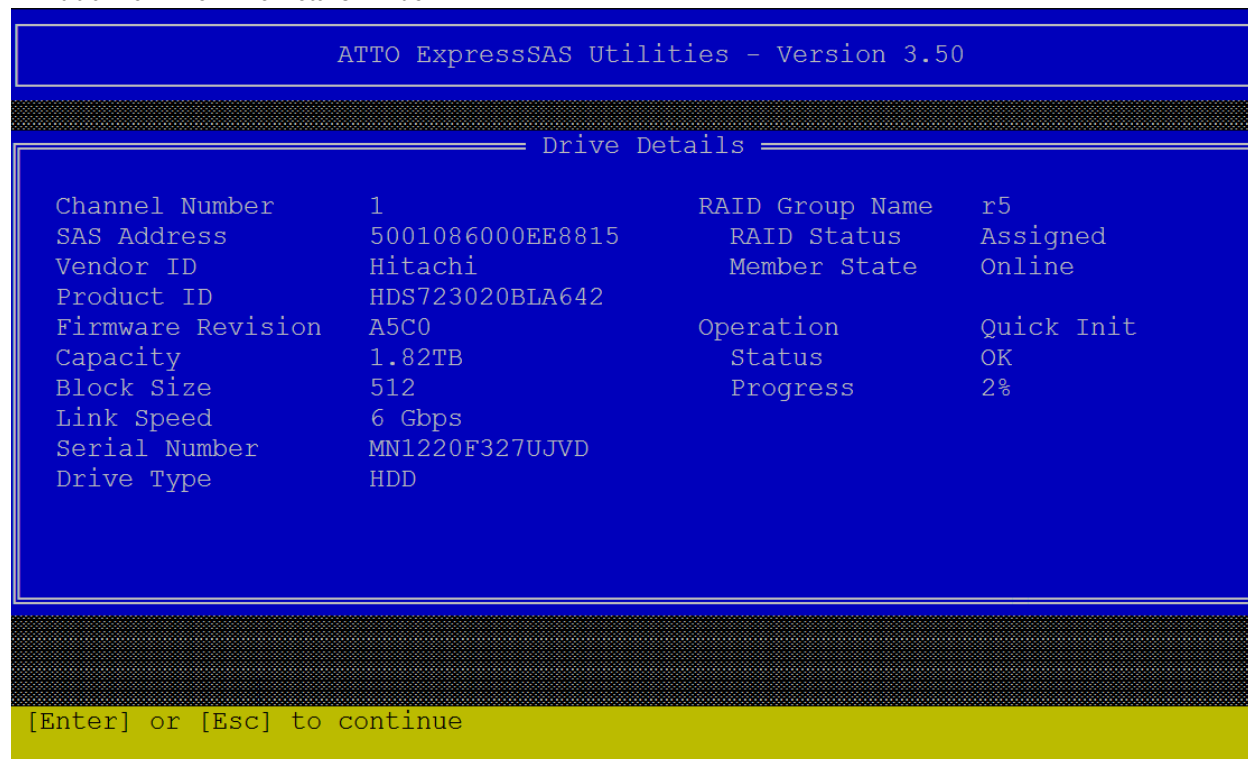 ATTO ExpressSAS Utilities - Version 3.50
Drive Details
Channel Number 1 RAID Group Name r5
SAS Address 5001086000EE8815 RAID Status Assigned
Vendor ID Hitachi Member State Online
Product ID HDS723020BLA642
Firmware Revision A5C0 Operation Quick Init
Capacity 1.82TB Status OK
Block Size 512 Progress 2%
Link Speed 6 Gbps
Serial Number MN1220F327UJVD
Drive Type HDD
[Enter] or [Esc] to continue